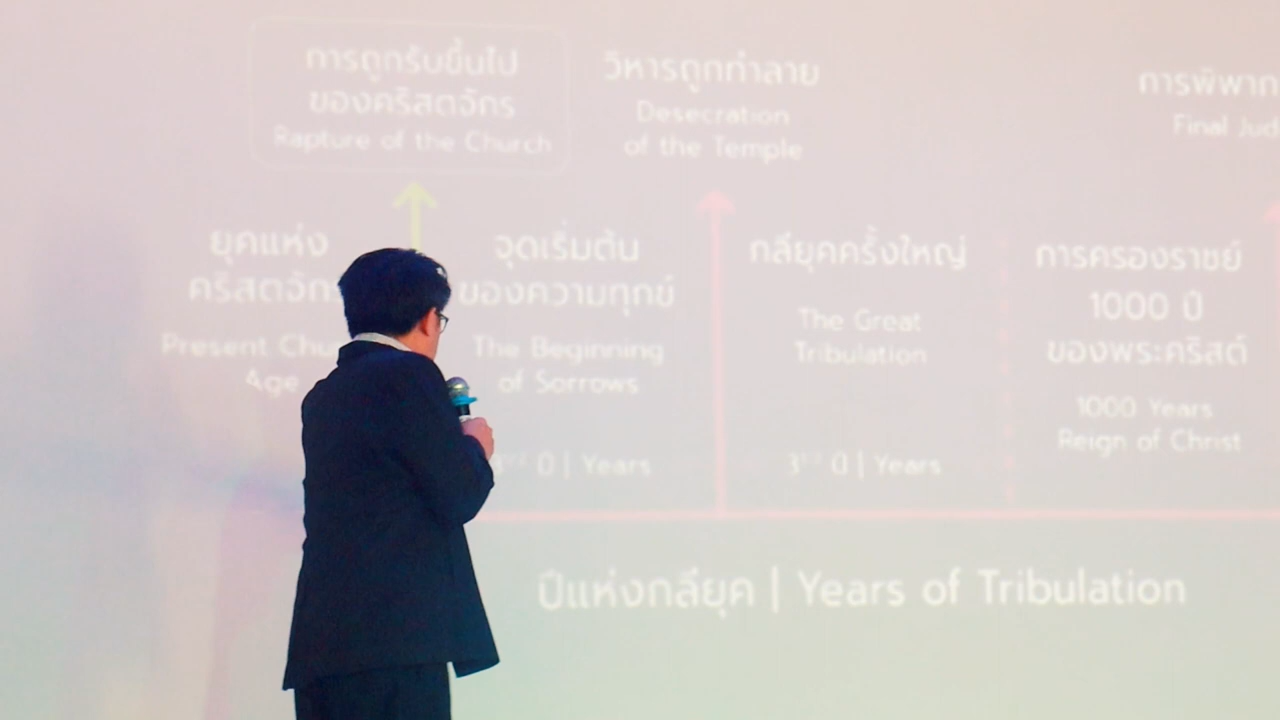 การถูกรับขึ้นไป
ของคริสตจักร
Rapture of the Church
วิหารถูกทำลาย
Desecration
of the Temple
การพิพาก
Final Jud
ยุคแห่ง
คริสตจัก
Present Chu
Age
จุดเริ่มต้น
ของความทุกข์
The Beginning
of Sorrows
ปี | Years
กลียุคครั้งใหญ่
The Great
Tribulation
ปี | Years
การครองราชย์
1000 ปี
ของพระคริสต์
1000 Years
Reign of Christ
ปีแห่งกลียุค | Years of Tribulation